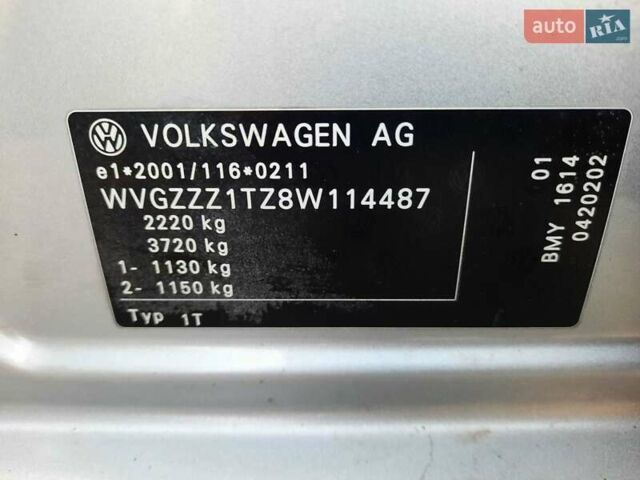 auto RIA.com
VOLKSWAGEN AG
e1*2001/116*0211
WVGZZZ1TZ8W114487
2220 kg
3720 kg
1- 1130 kg
2- 1150 kg
Typ 1T
01
BMY 1614
0420202